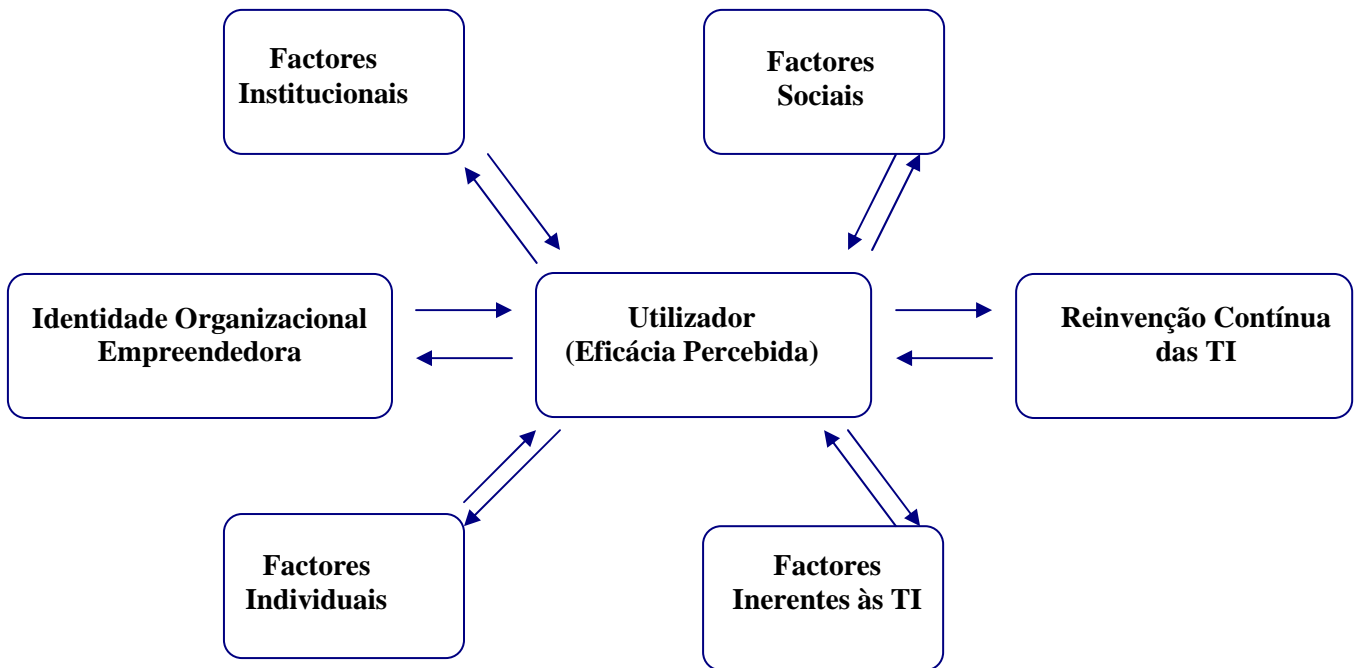 Factores
Institucionais
Factores
Sociais
Identidade Organizacional
Empreendedora
Utilizador
(Eficácia Percebida)
Reinvenção Contínua
das TI
Factores
Individuais
Factores
Inerentes às TI